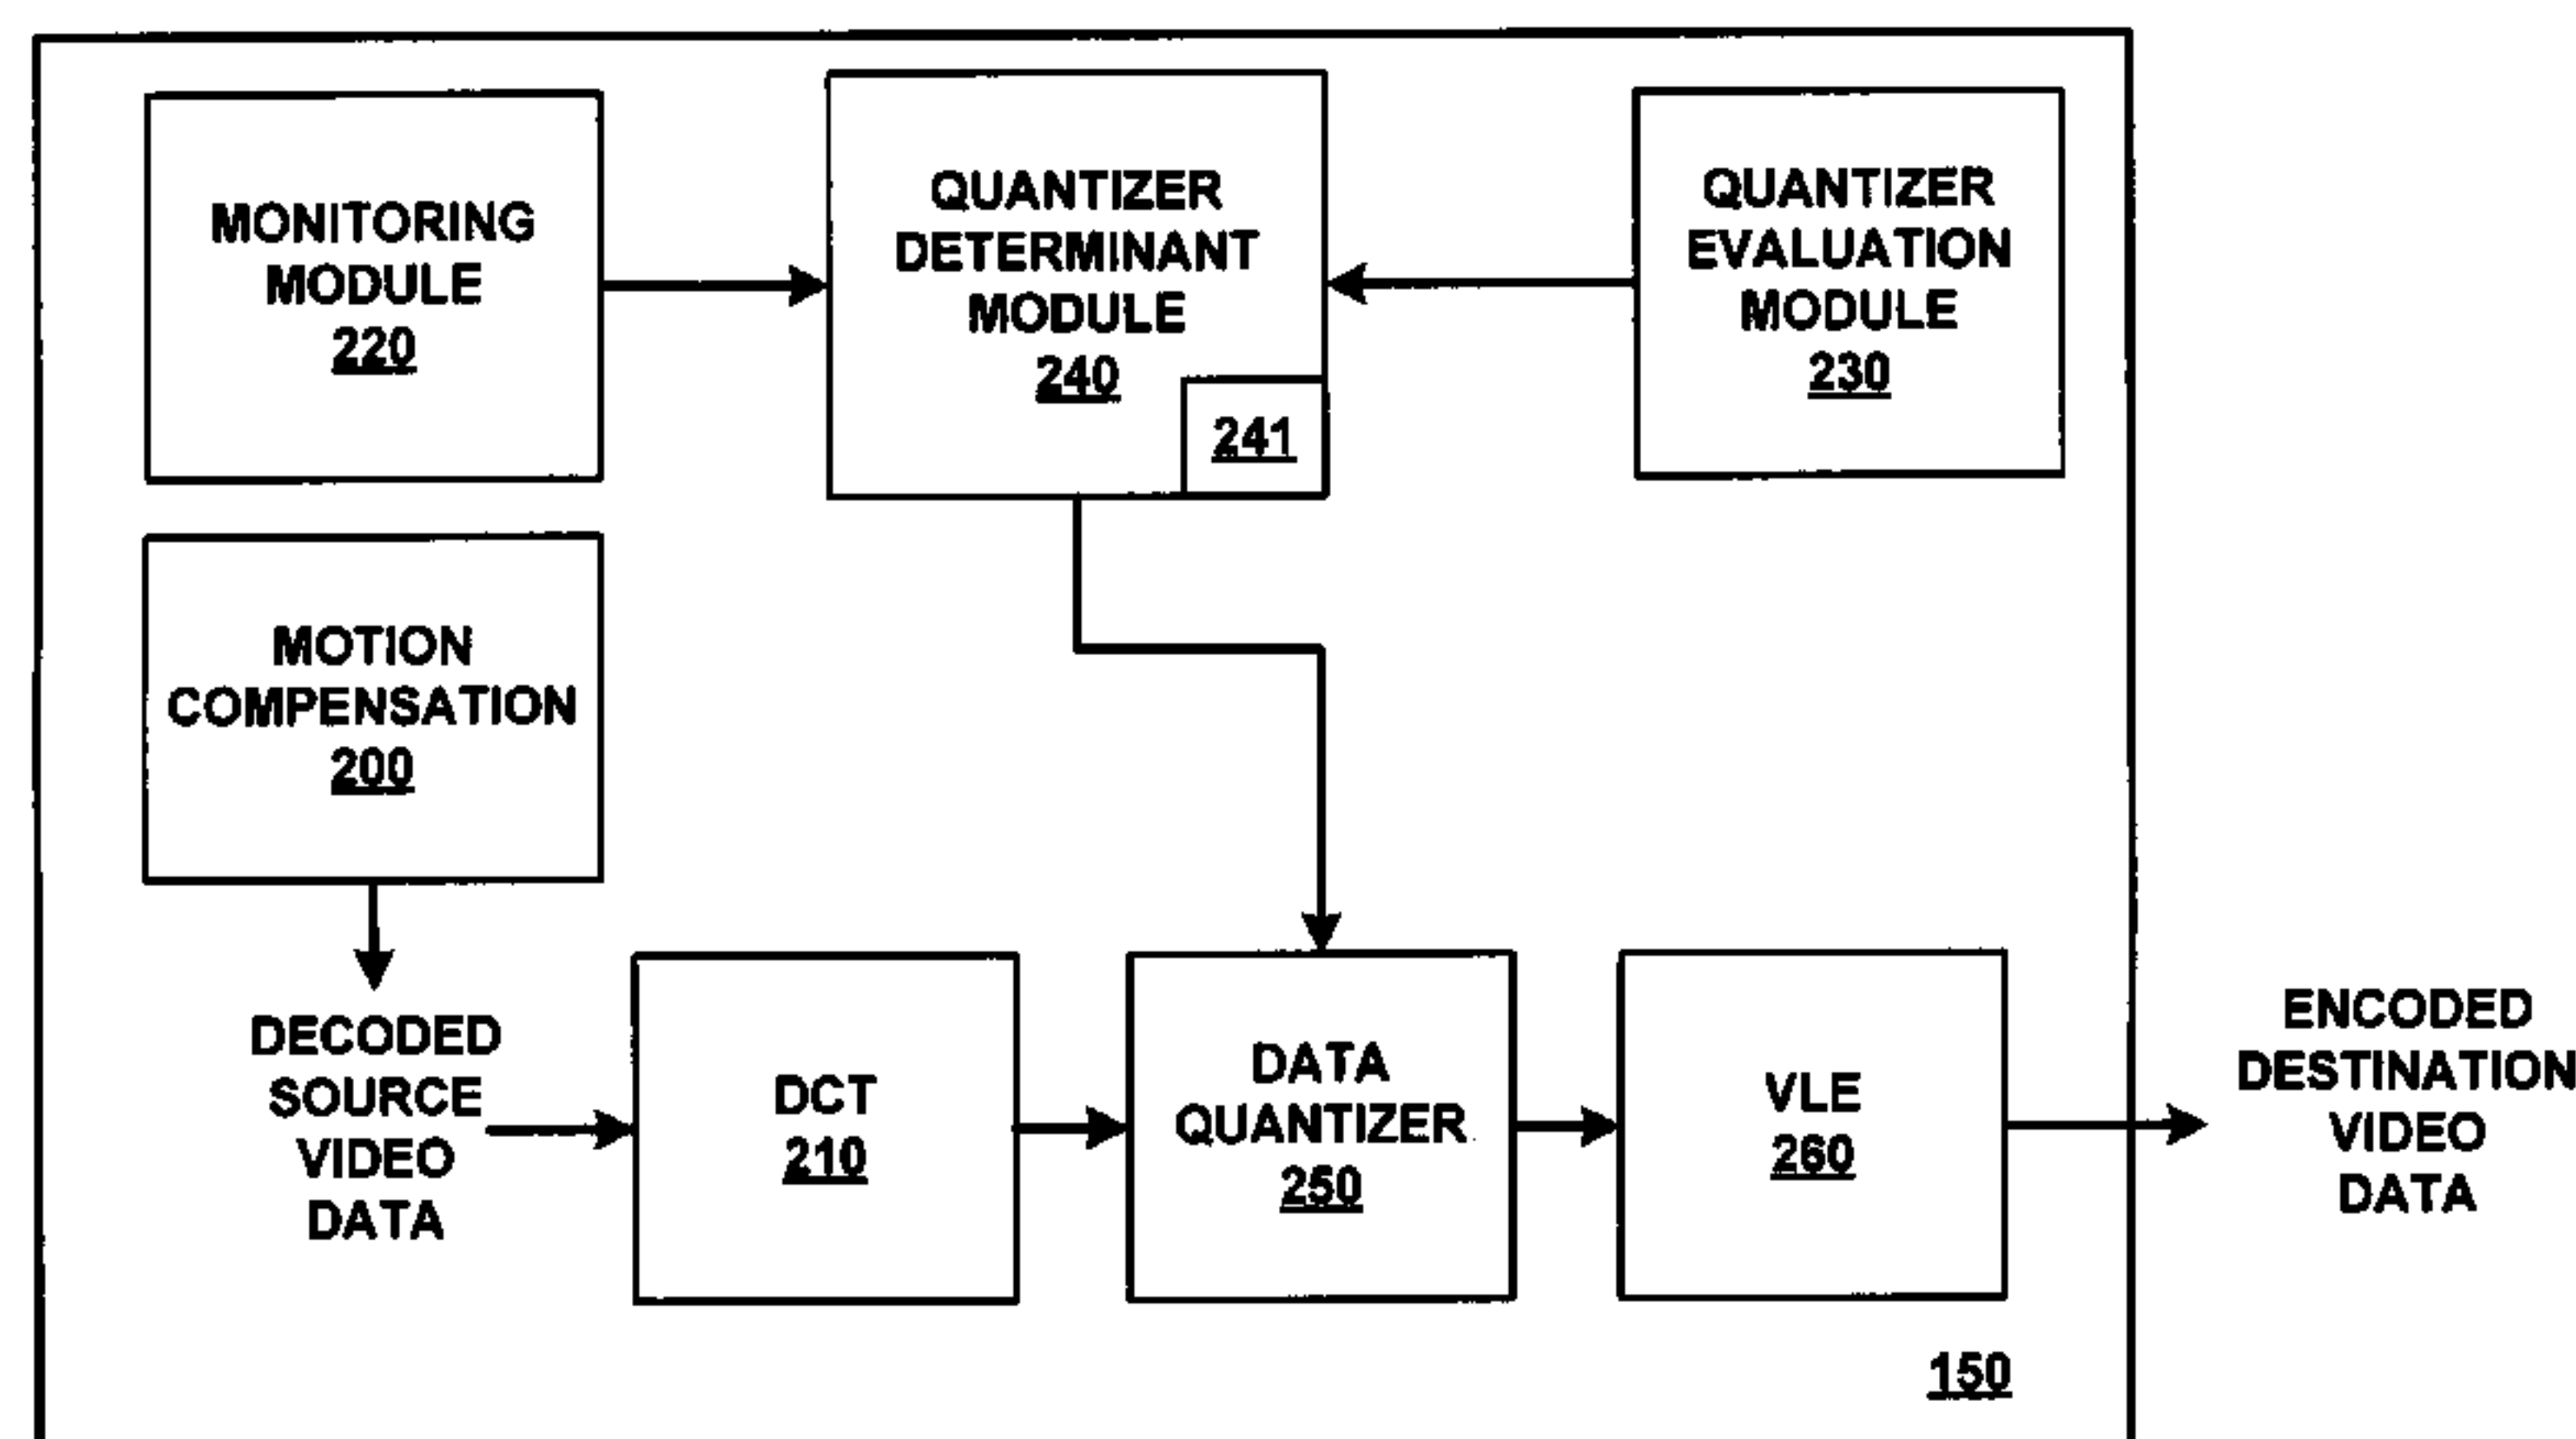 MONITORING
MODULE
220
QUANTIZER
DETERMINANT
MODULE
240
241
QUANTIZER
EVALUATION
MODULE
230
MOTION
COMPENSATION
200
DECODED
SOURCE
VIDEO
DATA
DCT
210
DATA
QUANTIZER
250
VLE
260
ENCODED
DESTINATION
VIDEO
DATA
150